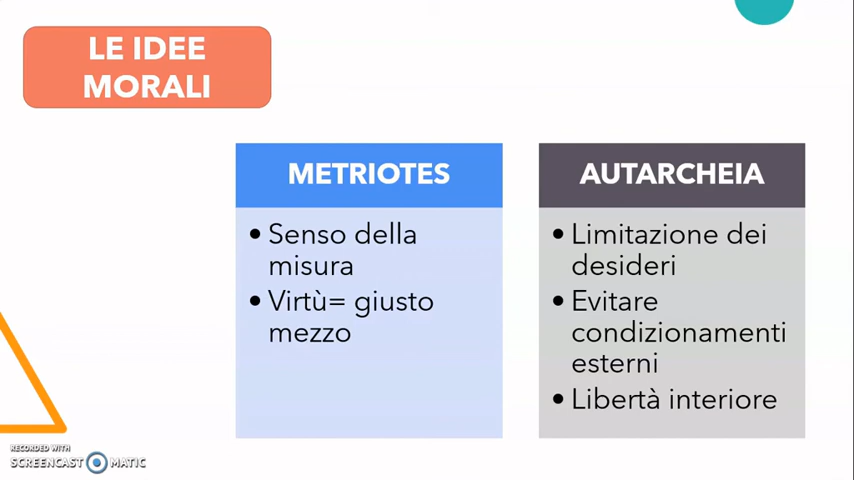 LE IDEE
MORALI
METRIOTES
• Senso della
misura
• Virtù= giusto
mezzo
AUTARCHEIA
• Limitazione dei
desideri
• Evitare
condizionamenti
esterni
• Libertà interiore
RECORDED WITH
SCREENCAST MATIC